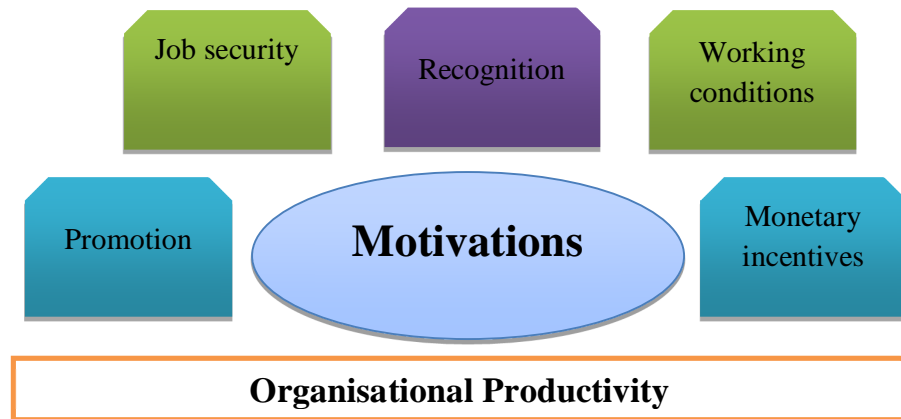 Job security
Recognition
Working
conditions
Promotion
Motivations
Monetary
incentives
Organisational Productivity